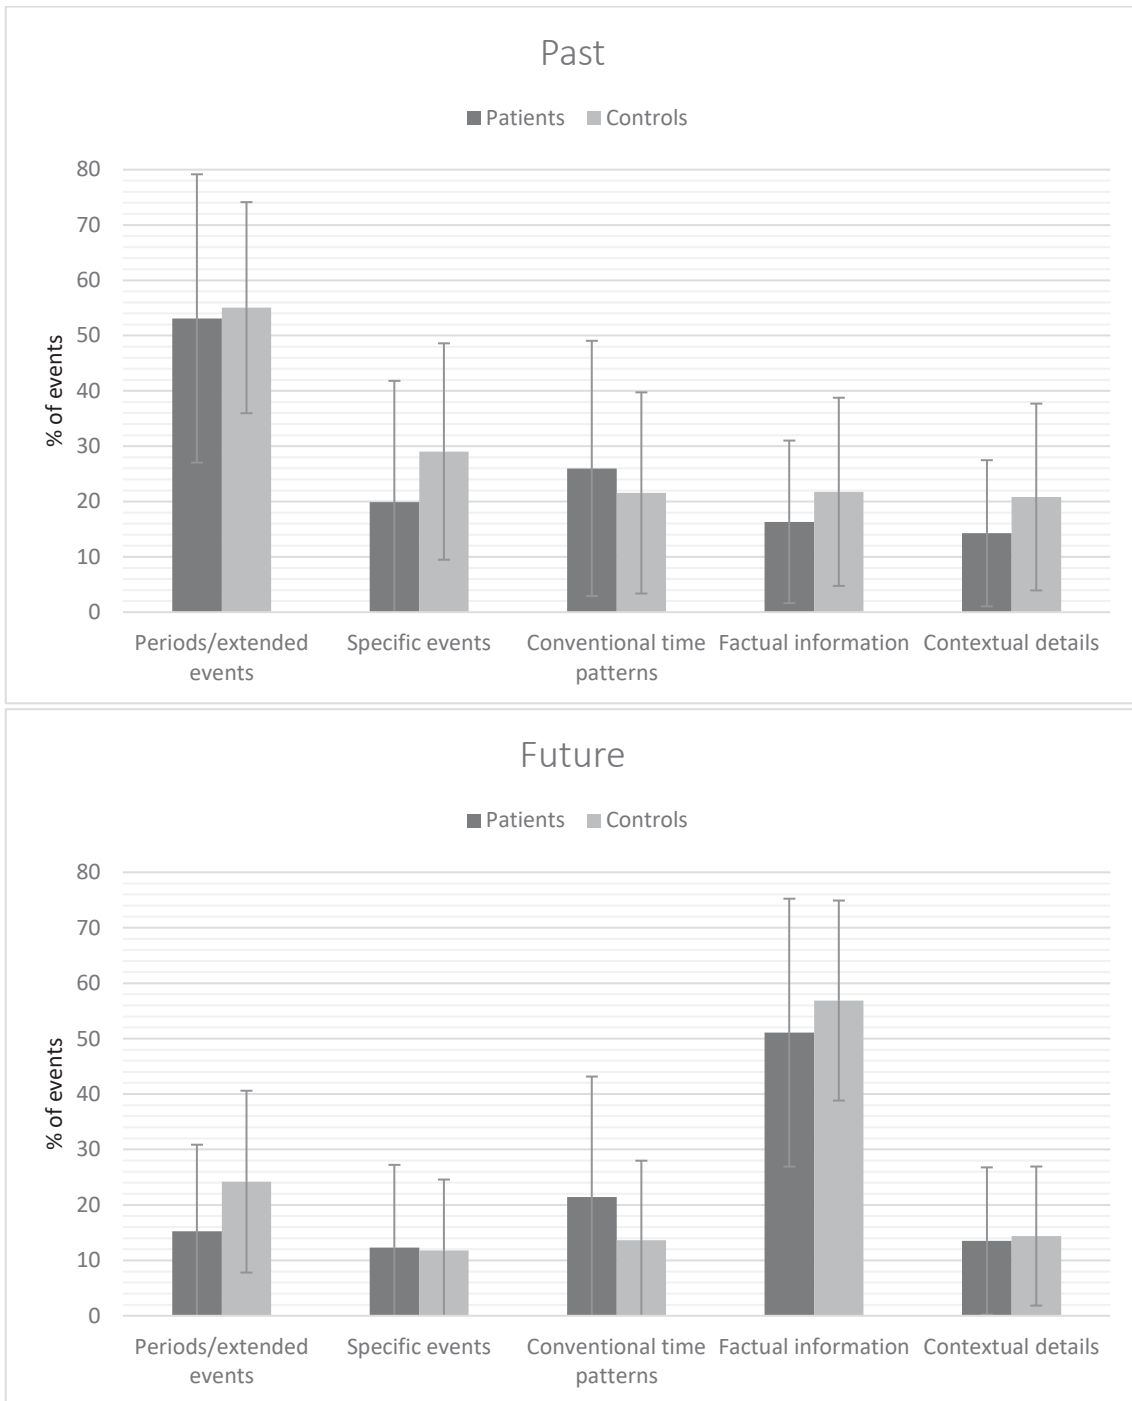 Past
Patients Controls
80
70
60
50
40
30
20
10
0
% of events
Periods/extended events
Specific events
Conventional time patterns
Factual information
Contextual details
Future
Patients Controls
80
70
60
50
40
30
20
10
0
% of events
Periods/extended events
Specific events
Conventional time patterns
Factual information
Contextual details